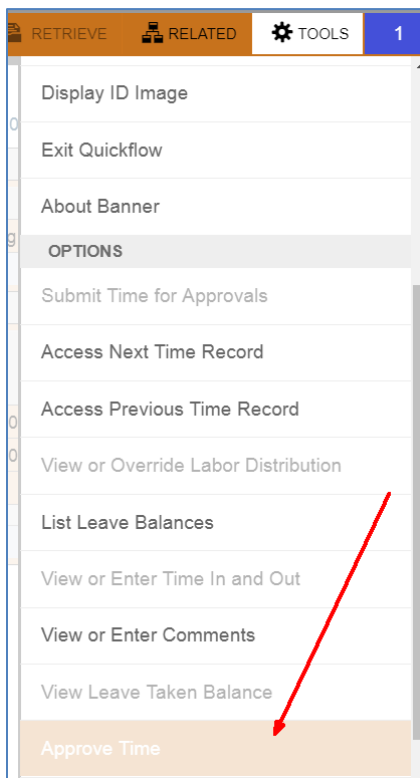 RETRIEVE RELATED TOOLS 1
Display ID Image
Exit Quickflow
About Banner
OPTIONS
Submit Time for Approvals
Access Next Time Record
Access Previous Time Record
View or Override Labor Distribution
List Leave Balances
View or Enter Time In and Out
View or Enter Comments
View Leave Taken Balance
Approve Time